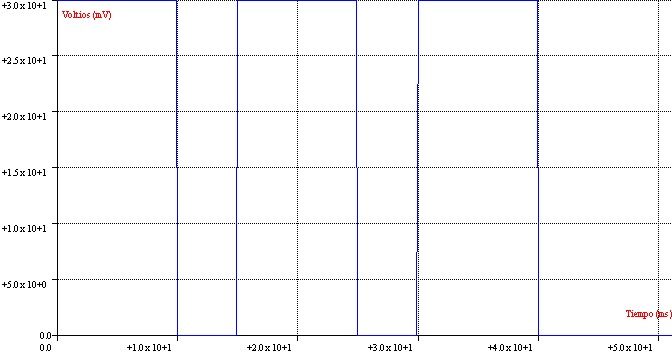 +3.0 x 10+1
Voltios (mV)
+2.5 x 10+1
+2.0 x 10+1
+1.5 x 10+1
+1.0 x 10+1
+5.0 x 10+0
Tiempo (ms)
0.0
0.0 +1.0 x 10+1 +2.0 x 10+1 +3.0 x 10+1 +4.0 x 10+1 +5.0 x 10+1